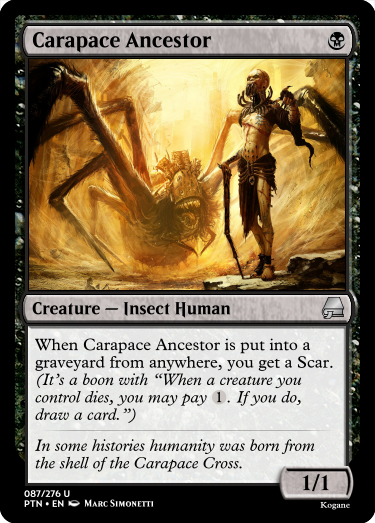 Carapace Ancestor
Creature — Insect Human
When Carapace Ancestor is put into a
graveyard from anywhere, you get a Scar.
(It's a boon with “When a creature you
control dies, you may pay 1. If you do,
draw a card.”)
In some histories humanity was born from
the shell of the Carapace Cross.
1/1
087/276 U
PTN • EN Marc Simonetti
Kogane